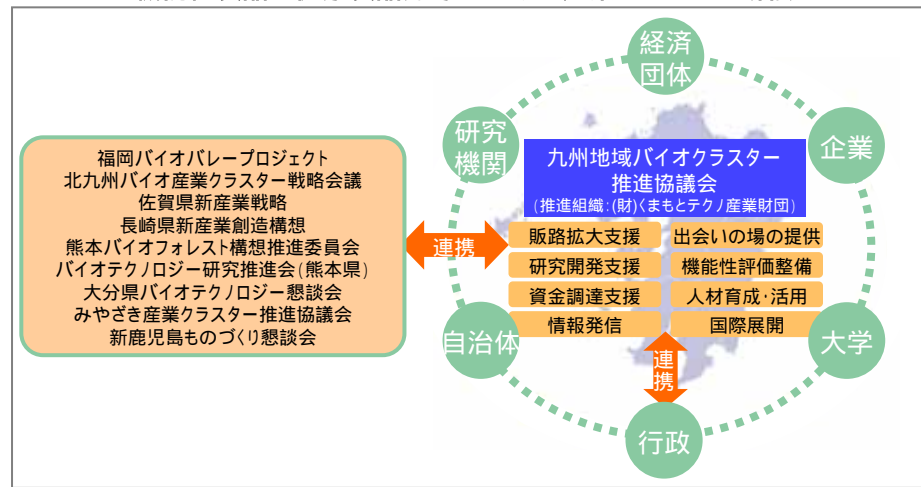 経済
団体
研究
機関
企業
九州地域バイオクラスター
推進協議会
(推進組織:(財)くまもとテクノ産業財団)
福岡バイオバレープロジェクト
北九州バイオ産業クラスター戦略会議
佐賀県新産業戦略
長崎県新産業創造構想
熊本バイオフォレスト構想推進委員会
バイオテクノロジー研究推進会(熊本県)
大分県バイオテクノロジー懇談会
みやざき産業クラスター推進協議会
新鹿児島ものづくり懇談会
連携
販路拡大支援
出会いの場の提供
研究開発支援
機能性評価整備
資金調達支援
人材育成・活用
情報発信
国際展開
自治体
大学
連
携
行政